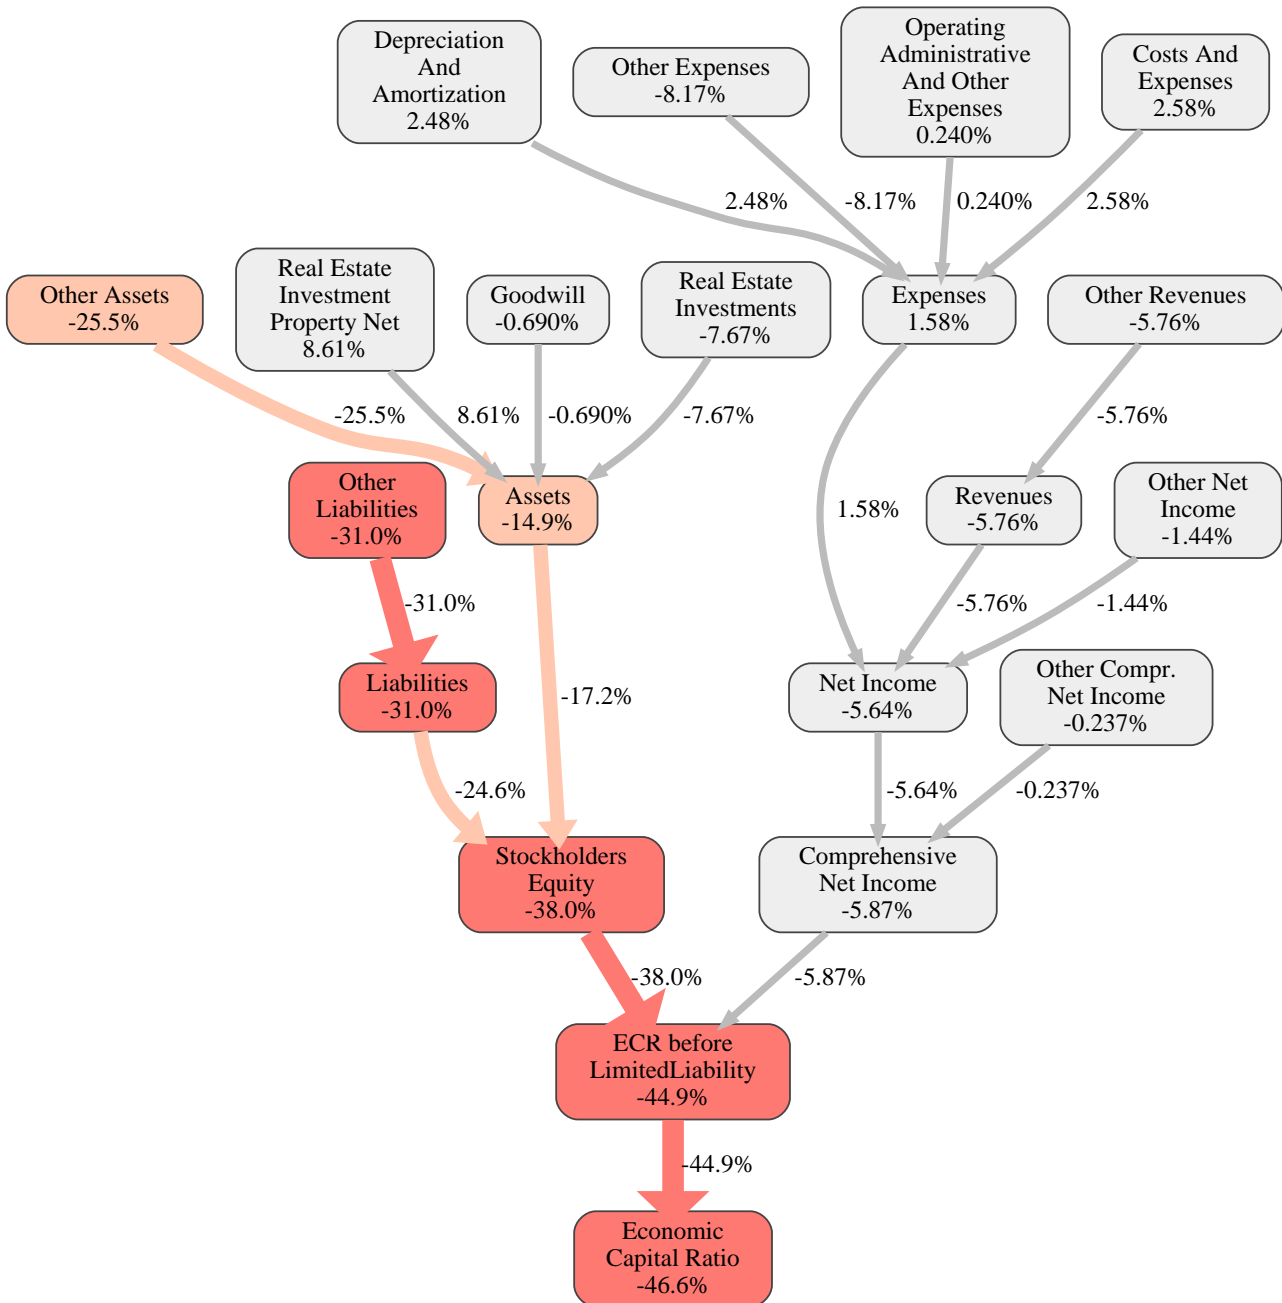 Depreciation
And
Amortization
2.48%
Other Expenses
-8.17%
Operating
Administrative
And Other
Expenses
0.240%
Costs And
Expenses
2.58%
2.48%
-8.17%
0.240%
2.58%
Other Assets
-25.5%
Real Estate
Investment
Property Net
8.61%
Goodwill
-0.690%
Real Estate
Investments
-7.67%
Expenses
1.58%
Other Revenues
-5.76%
-25.5%
8.61%
-0.690%
-7.67%
-5.76%
Other
Liabilities
-31.0%
Assets
-14.9%
1.58%
Revenues
-5.76%
Other Net
Income
-1.44%
-31.0%
-5.76%
-1.44%
Liabilities
-31.0%
-17.2%
Net Income
-5.64%
Other Compr.
Net Income
-0.237%
-24.6%
-5.64%
-0.237%
Stockholders
Equity
-38.0%
Comprehensive
Net Income
-5.87%
-38.0%
-5.87%
ECR before
LimitedLiability
-44.9%
-44.9%
Economic
Capital Ratio
-46.6%